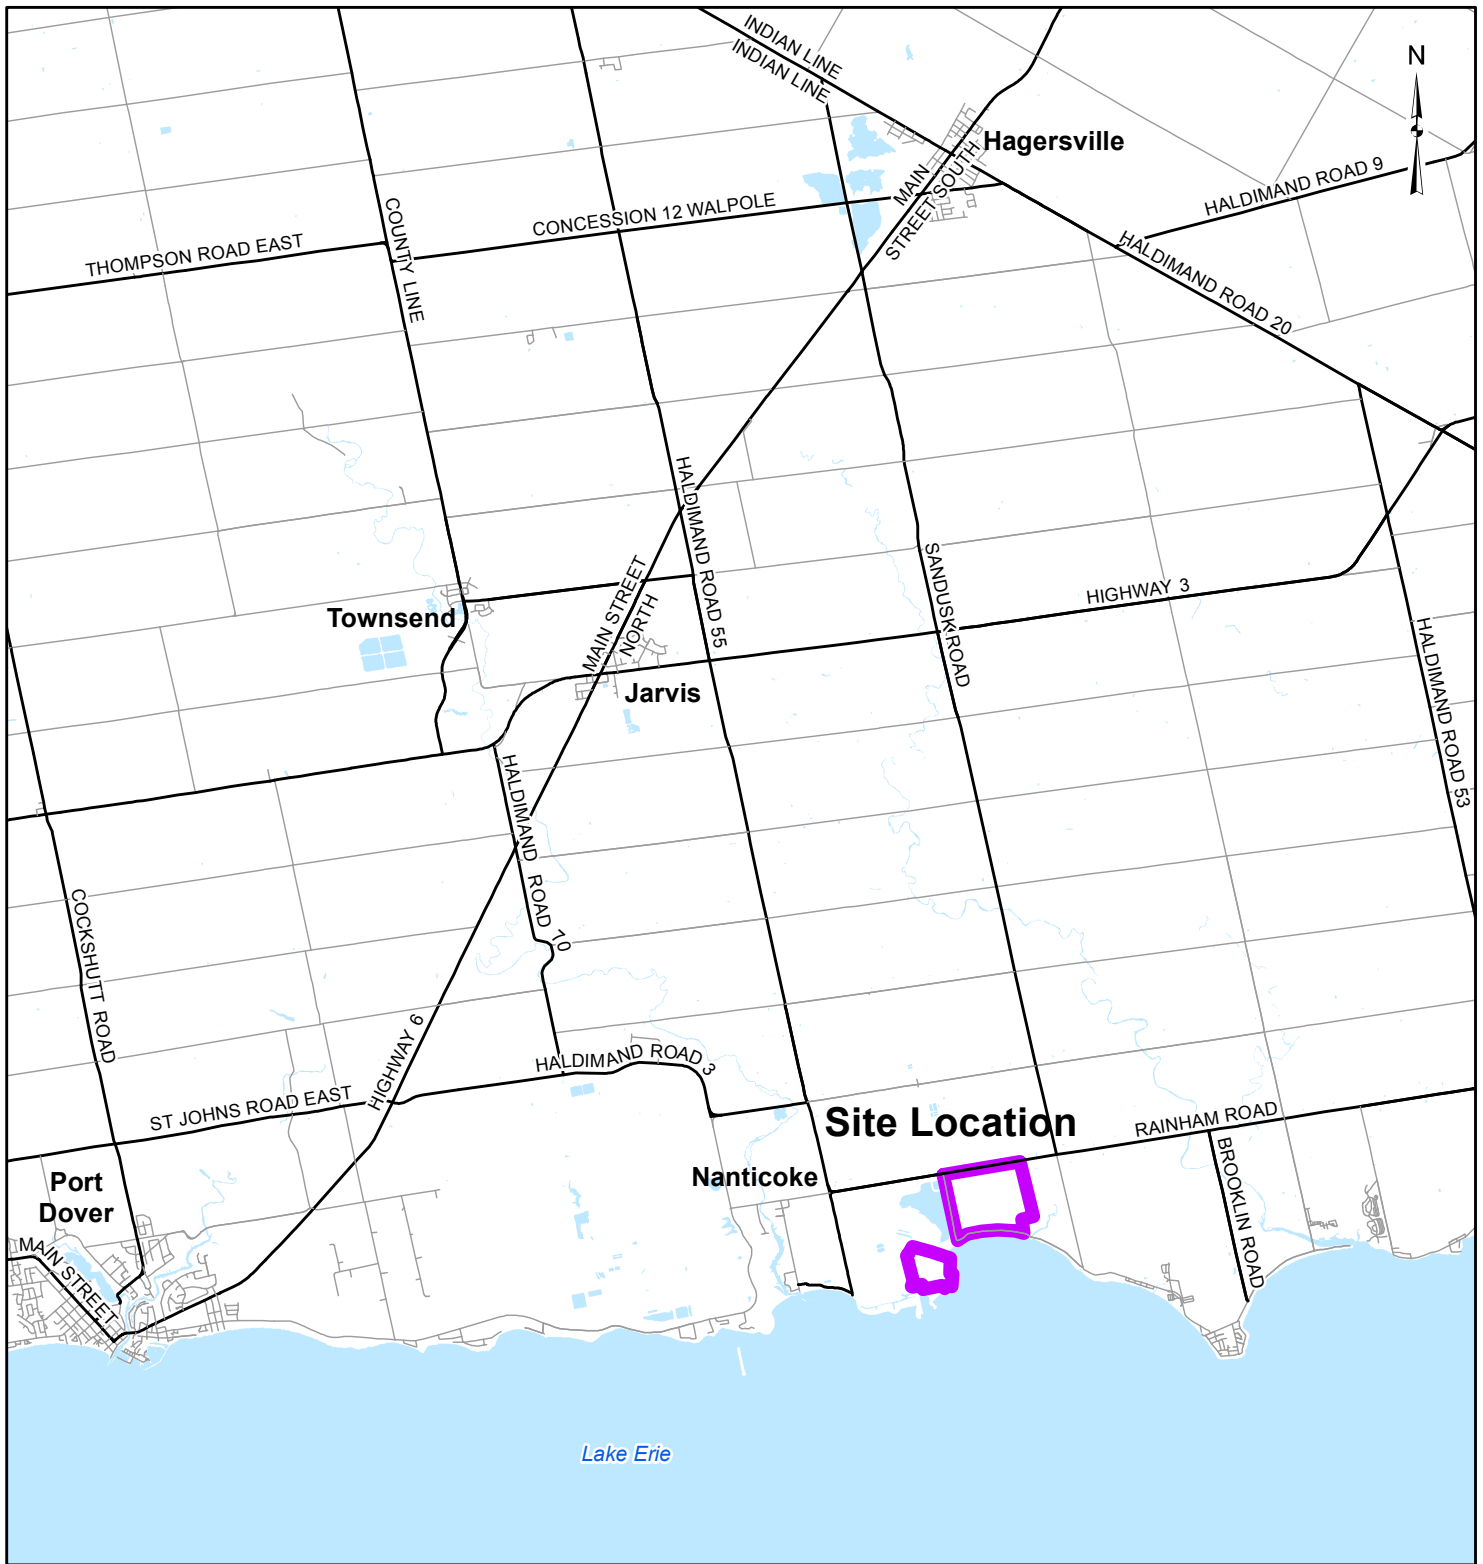 INDIAN LINE
INDIAN LINE
N
Hagersville
MAIN
STREET SOUTH
HALDIMAND ROAD 9
CONCESSION 12 WALPOLE
COUNTY LINE
THOMPSON ROAD EAST
HALDIMAND ROAD 20
HALDIMAND ROAD 55
SANDUSK ROAD
MAIN STREET
NORTH
HIGHWAY 3
Townsend
Jarvis
HALDIMAND ROAD 53
HALDIMAND ROAD 10
COCKSHUTT ROAD
HIGHWAY 6
HALDIMAND ROAD 3
ST JOHNS ROAD EAST
Site Location
RAINHAM ROAD
BROOKLIN ROAD
Nanticoke
Port
Dover
MAIN STREET
Lake Erie